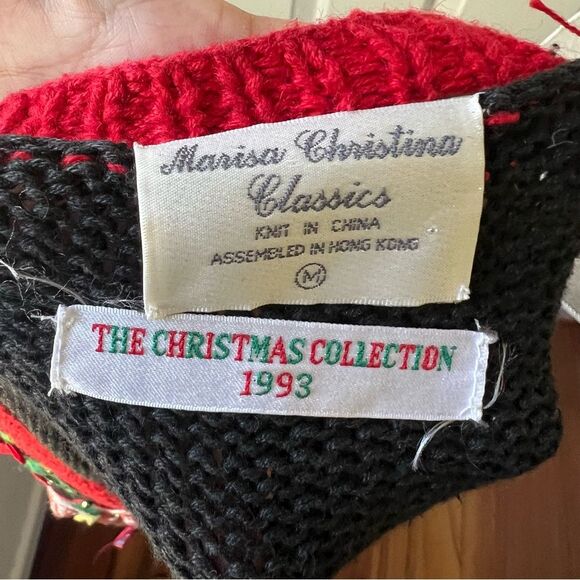 Marisa Christina
Classics
KNIT IN CHINA
ASSEMBLED IN HONG KONG
M
THE CHRISTMAS COLLECTION
1993